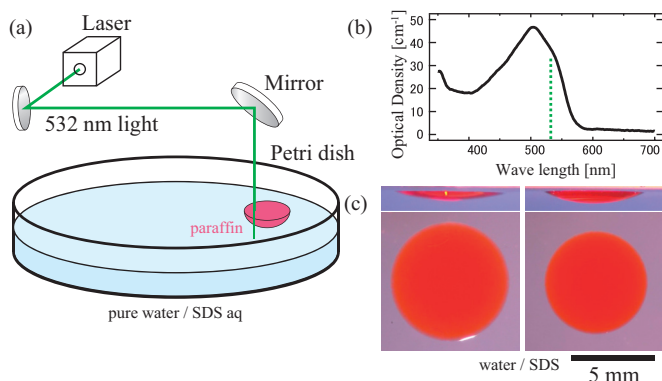 (a)
Laser
Mirror
532 nm light
Petri dish
paraffin
pure water / SDS aq
(b)
Optical Density [cm⁻¹]
50
40
30
20
10
0
400
500
600
700
Wave length [nm]
(c)
water / SDS
5 mm